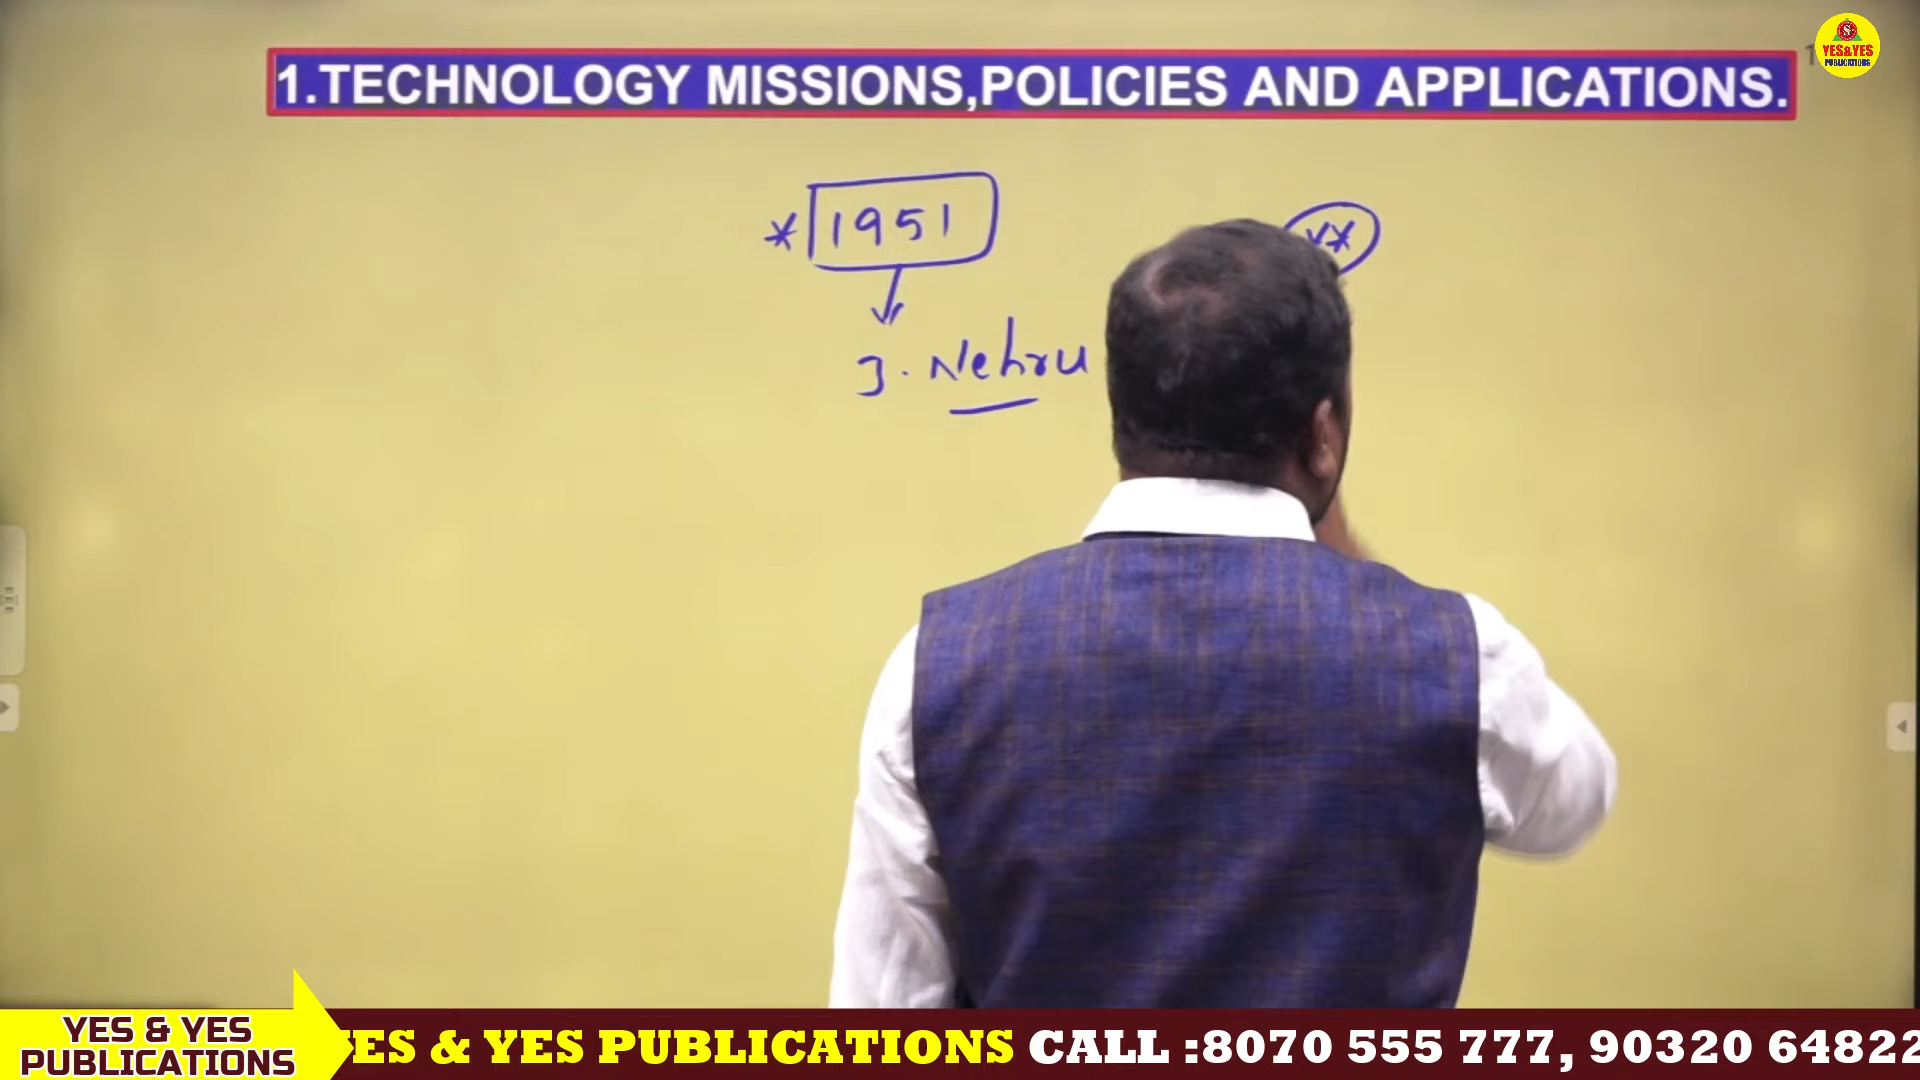 1.TECHNOLOGY MISSIONS,POLICIES AND APPLICATIONS.
YES&YES
PUBLICATIONS
*1951
**
J. Nehru
YES & YES
PUBLICATIONS
ES & YES PUBLICATIONS CALL :8070 555 777, 90320 64822